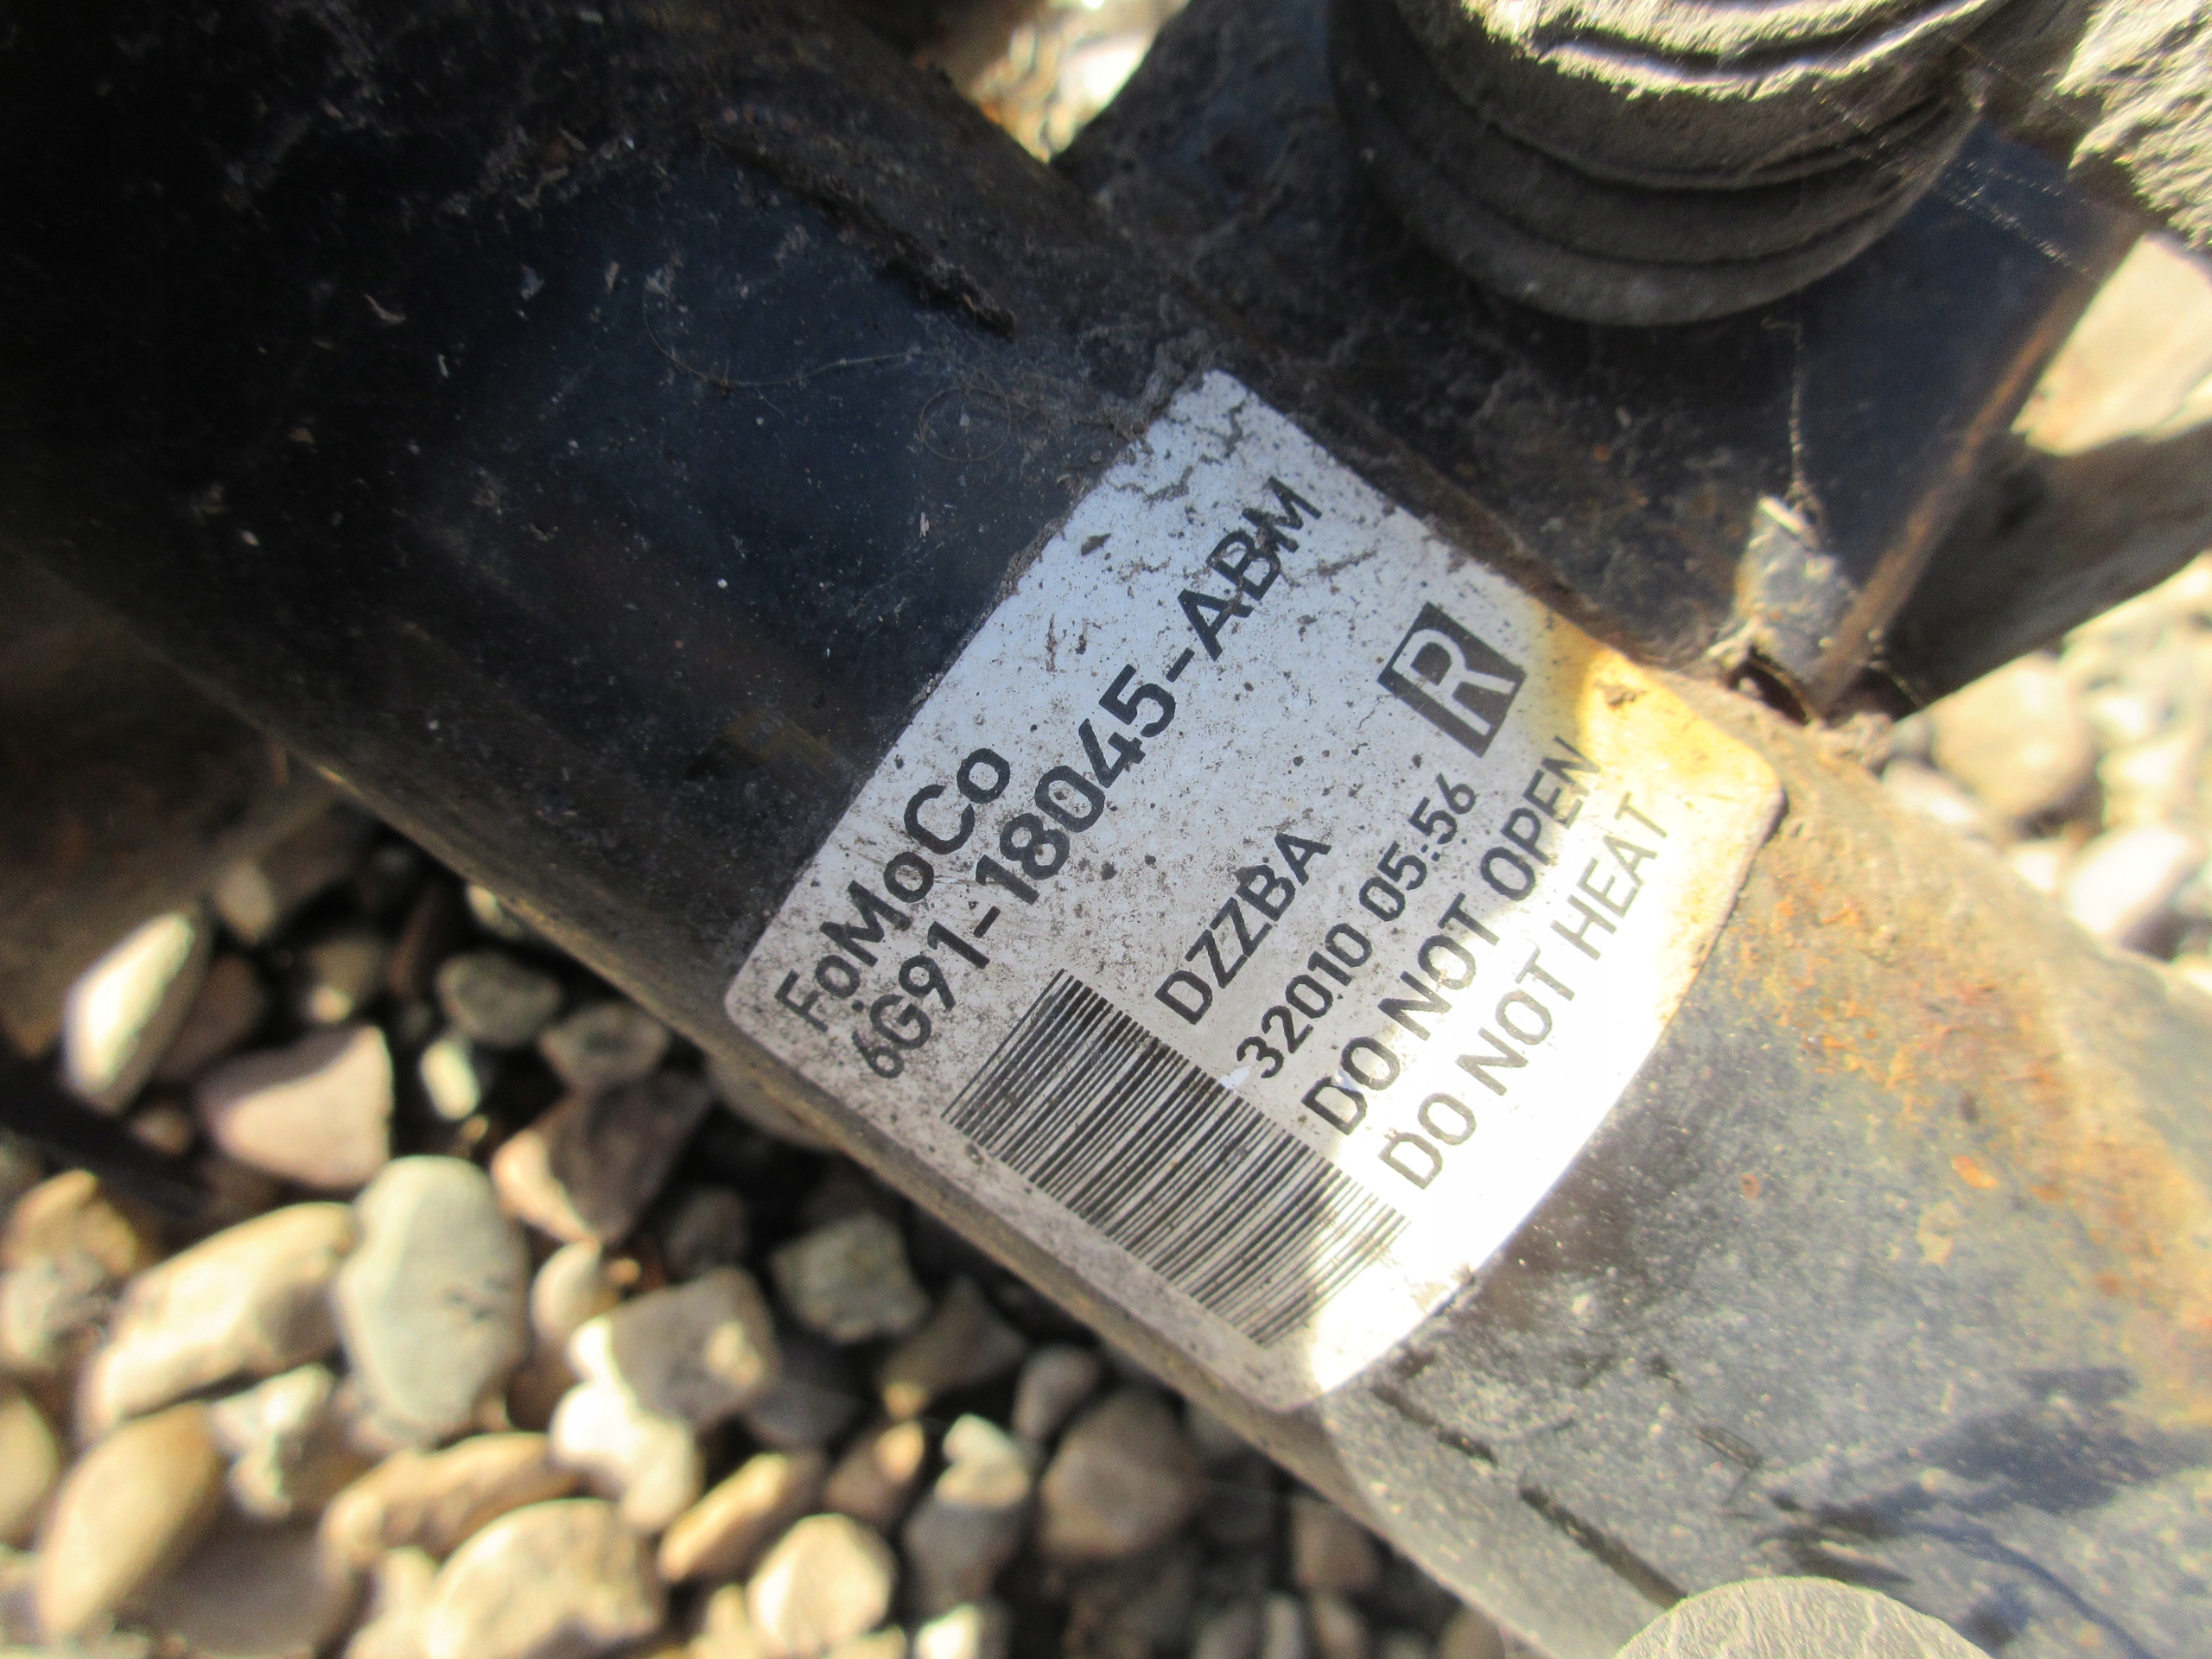 FoMoCo
6G91-18045-ABM
R
DZZBA
32010 05:56
DO NOT OPEN
DO NOT HEAT